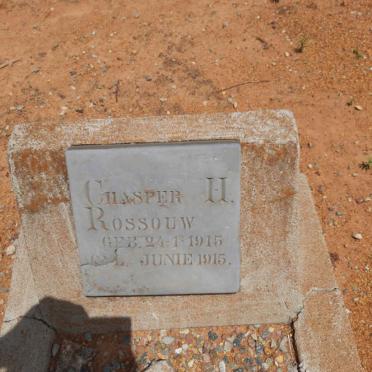 CHASPER H.
ROSSOUW
GEB. 24·1·1915
JUNIE 1915.